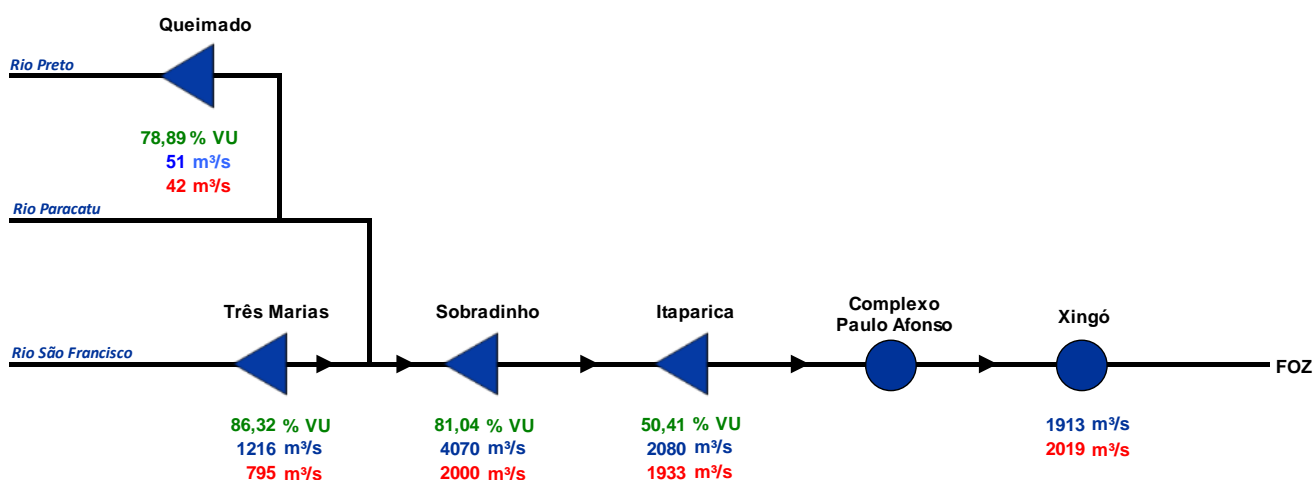 Queimado
Rio Preto
78,89 % VU
51 m³/s
42 m³/s
Rio Paracatu
Três Marias
Sobradinho
Itaparica
Complexo
Paulo Afonso
Xingó
Rio São Francisco
FOZ
86,32 % VU
1216 m³/s
795 m³/s
81,04 % VU
4070 m³/s
2000 m³/s
50,41 % VU
2080 m³/s
1933 m³/s
1913 m³/s
2019 m³/s